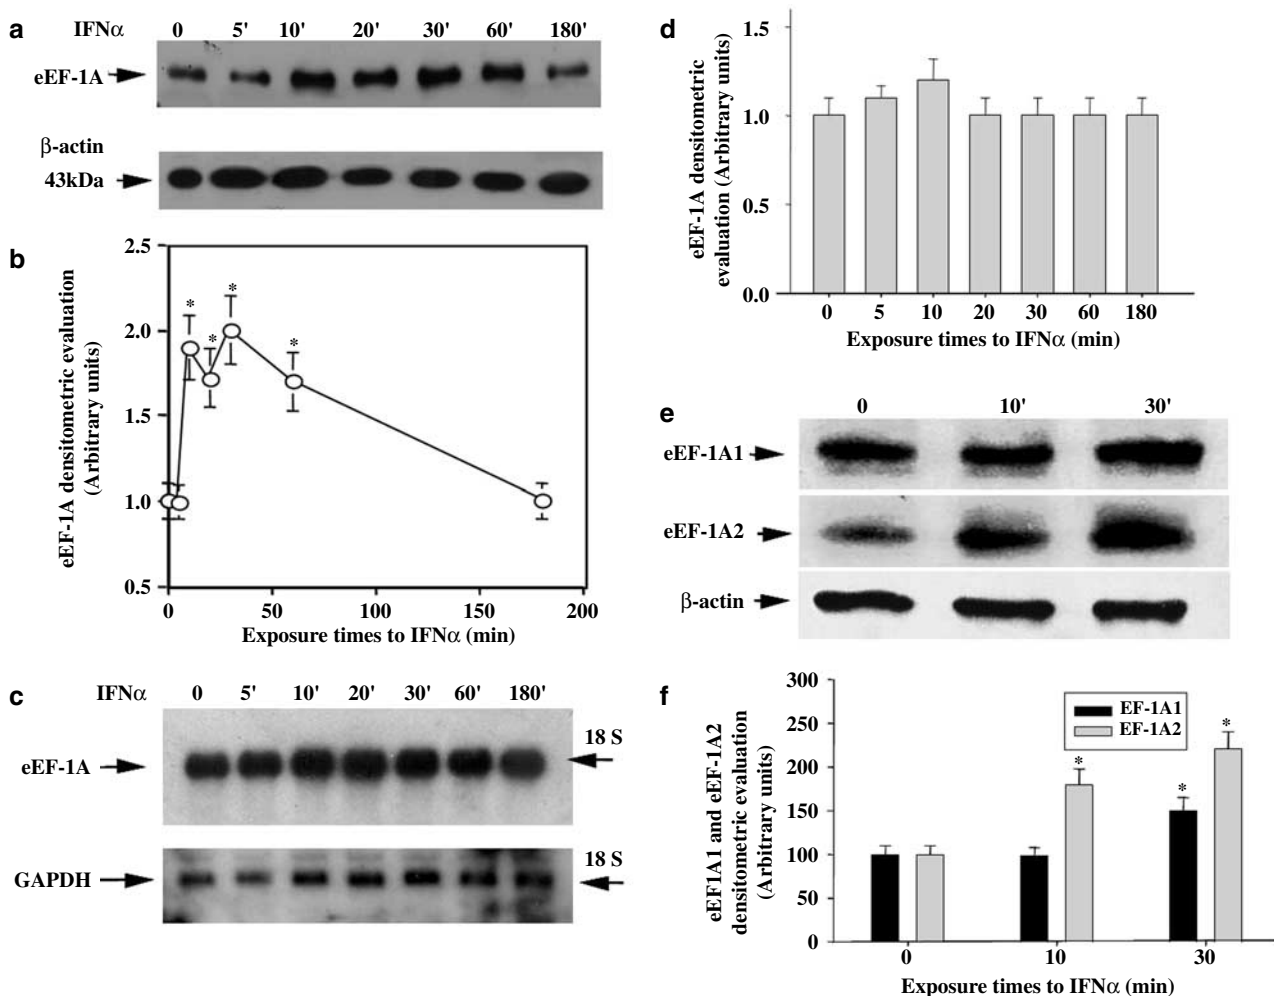 a
IFNα 0 5' 10' 20' 30' 60' 180'
eEF-1A
β-actin
43kDa
b
eEF-1A densitometric evaluation
(Arbitrary units)
2.5
2.0
1.5
1.0
0.5
* * * *
0 50 100 150 200
Exposure times to IFNα (min)
c
IFNα 0 5' 10' 20' 30' 60' 180'
eEF-1A
18 S
GAPDH
18 S
d
eEF-1A densitometric
evaluation (Arbitrary units)
1.5
1.0
0.5
0.0
0 5 10 20 30 60 180
Exposure times to IFNα (min)
e
0 10' 30'
eEF-1A1
eEF-1A2
β-actin
f
eEF1A1 and eEF-1A2
densitometric evaluation
(Arbitrary units)
300
250
200
150
100
50
0
EF-1A1
EF-1A2
* * *
0 10 30
Exposure times to IFNα (min)